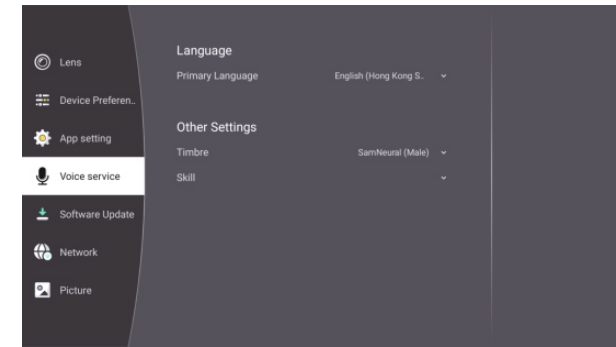 Lens
Device Preferen..
App setting
Voice service
Software Update
Network
Picture
Language
Primary Language English (Hong Kong S..
Other Settings
Timbre SamNeural (Male)
Skill